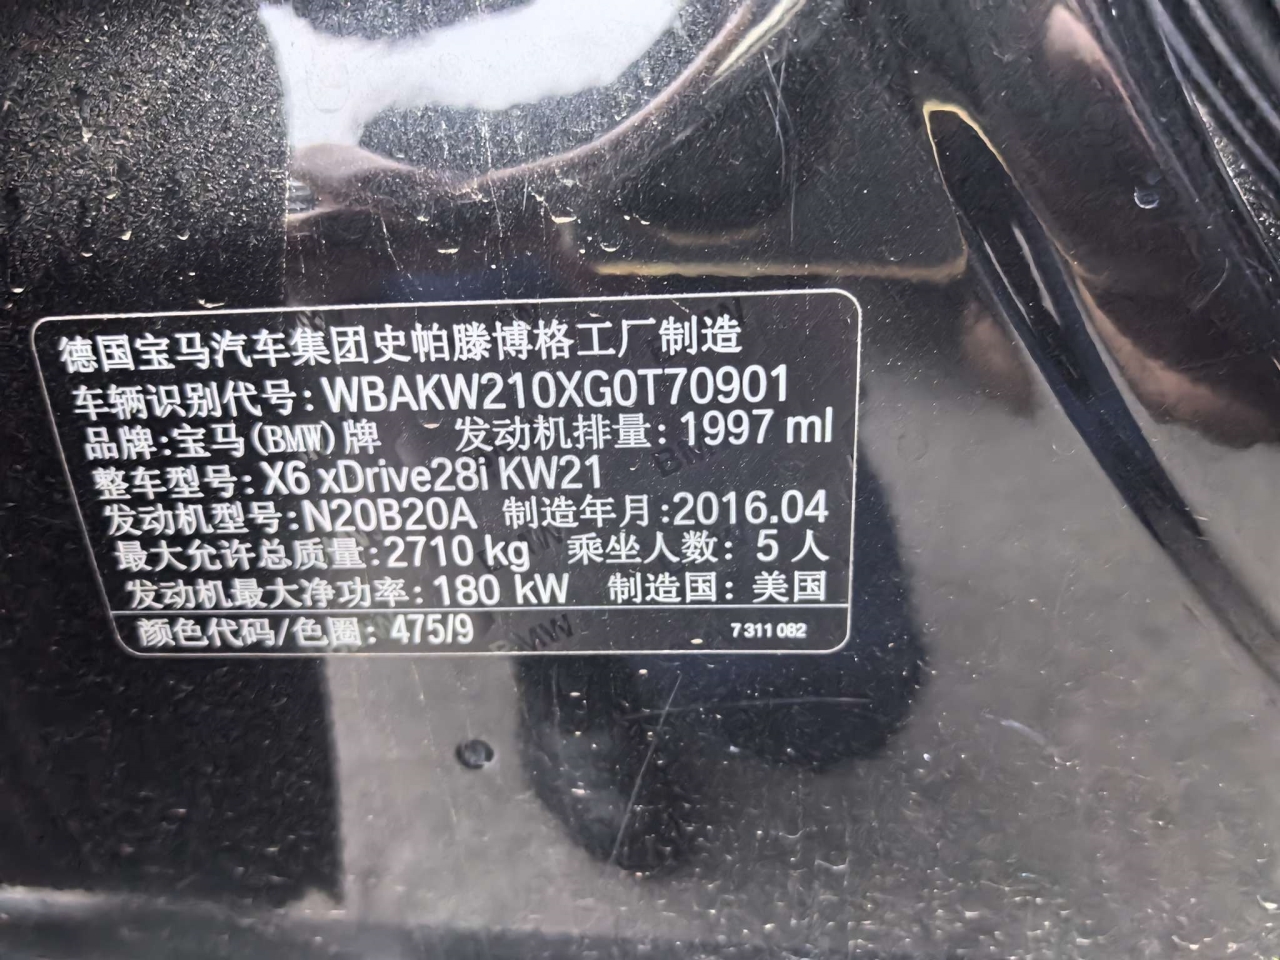 德国宝马汽车集团史帕滕博格工厂制造
车辆识别代号:WBAKW210XG0T70901
品牌:宝马(BMW)牌 发动机排量:1997 ml
整车型号:X6 xDrive28i KW21
发动机型号:N20B20A 制造年月:2016.04
最大允许总质量:2710 kg 乘坐人数: 5 人
发动机最大净功率:180 kW 制造国: 美国
颜色代码/色圈: 475/9 7 311 082